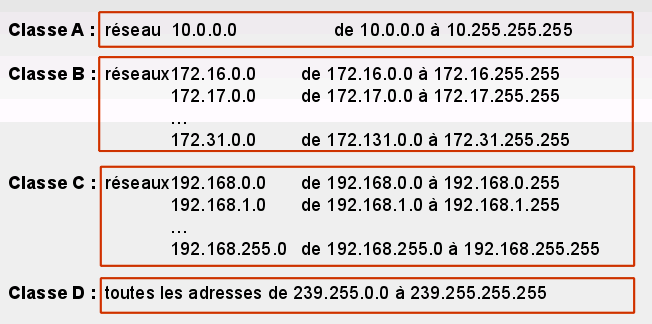 Classe A : réseau 10.0.0.0 de 10.0.0.0 à 10.255.255.255
Classe B : réseaux172.16.0.0 de 172.16.0.0 à 172.16.255.255
172.17.0.0 de 172.17.0.0 à 172.17.255.255
...
172.31.0.0 de 172.131.0.0 à 172.31.255.255
Classe C : réseaux192.168.0.0 de 192.168.0.0 à 192.168.0.255
192.168.1.0 de 192.168.1.0 à 192.168.1.255
...
192.168.255.0 de 192.168.255.0 à 192.168.255.255
Classe D : toutes les adresses de 239.255.0.0 à 239.255.255.255